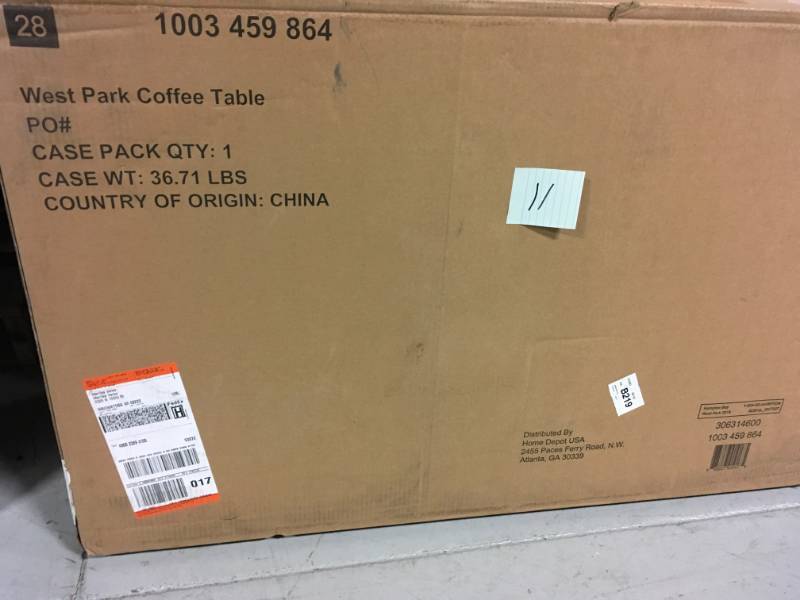 28
1003 459 864
West Park Coffee Table
PO#
CASE PACK QTY: 1
CASE WT: 36.71 LBS
COUNTRY OF ORIGIN: CHINA
11
B219
Distributed By
Home Depot USA
2455 Paces Ferry Road, N.W.
Atlanta, GA 30339
306314600
1003 459 864
FedEx
H
017